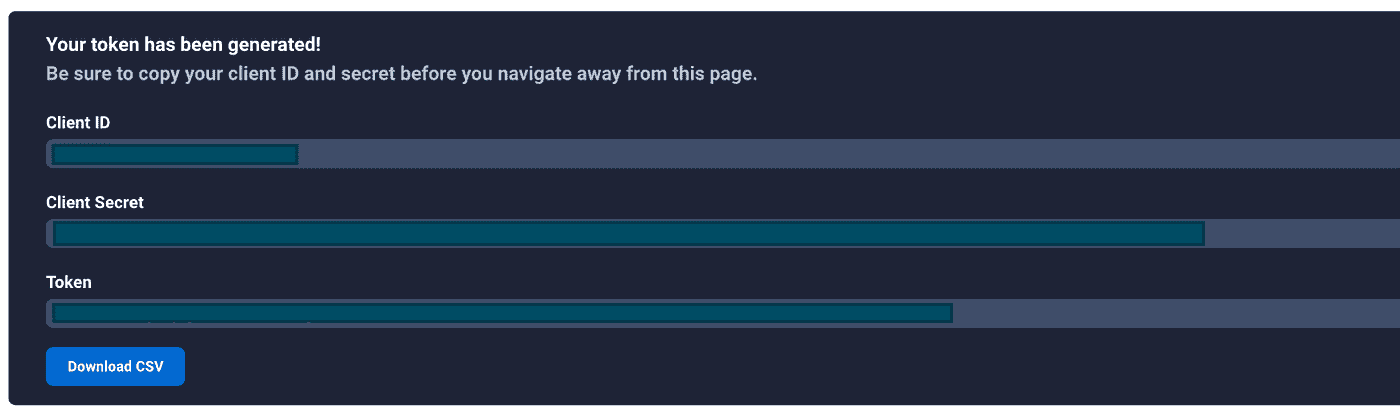 Your token has been generated!
Be sure to copy your client ID and secret before you navigate away from this page.
Client ID
Client Secret
Token
Download CSV